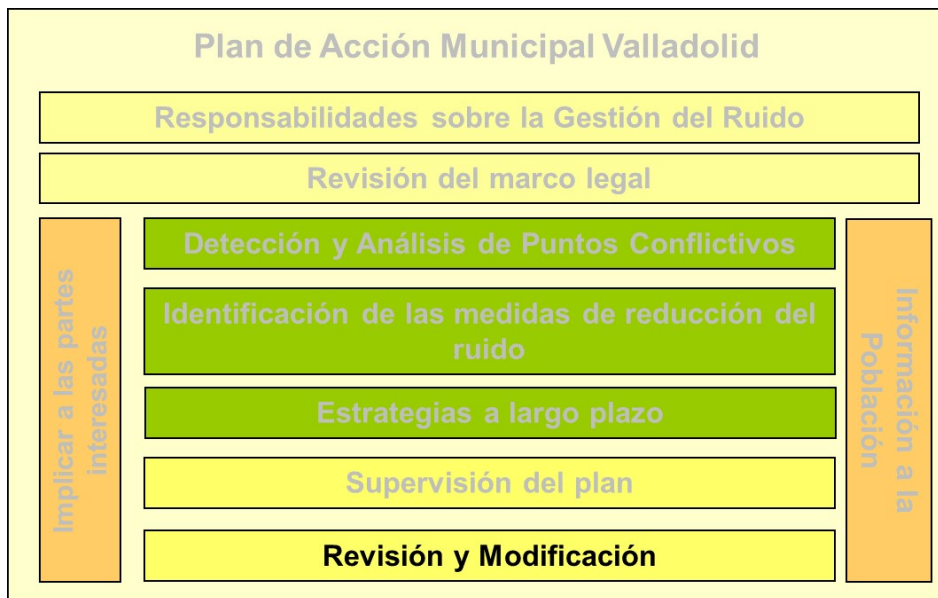 Plan de Acción Municipal Valladolid
Responsabilidades sobre la Gestión del Ruido
Revisión del marco legal
Implicar a las partes
interesadas
Detección y Análisis de Puntos Conflictivos
Identificación de las medidas de reducción del
ruido
Estrategias a largo plazo
Supervisión del plan
Revisión y Modificación
Información a la
Población